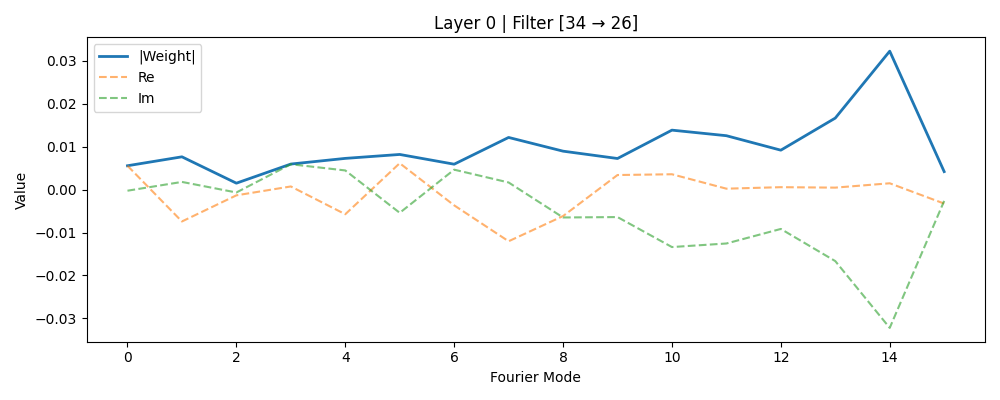 Layer 0 | Filter [34 → 26]
|Weight|
Re
Im
Value
0.03
0.02
0.01
0.00
−0.01
−0.02
−0.03
0 2 4 6 8 10 12 14
Fourier Mode